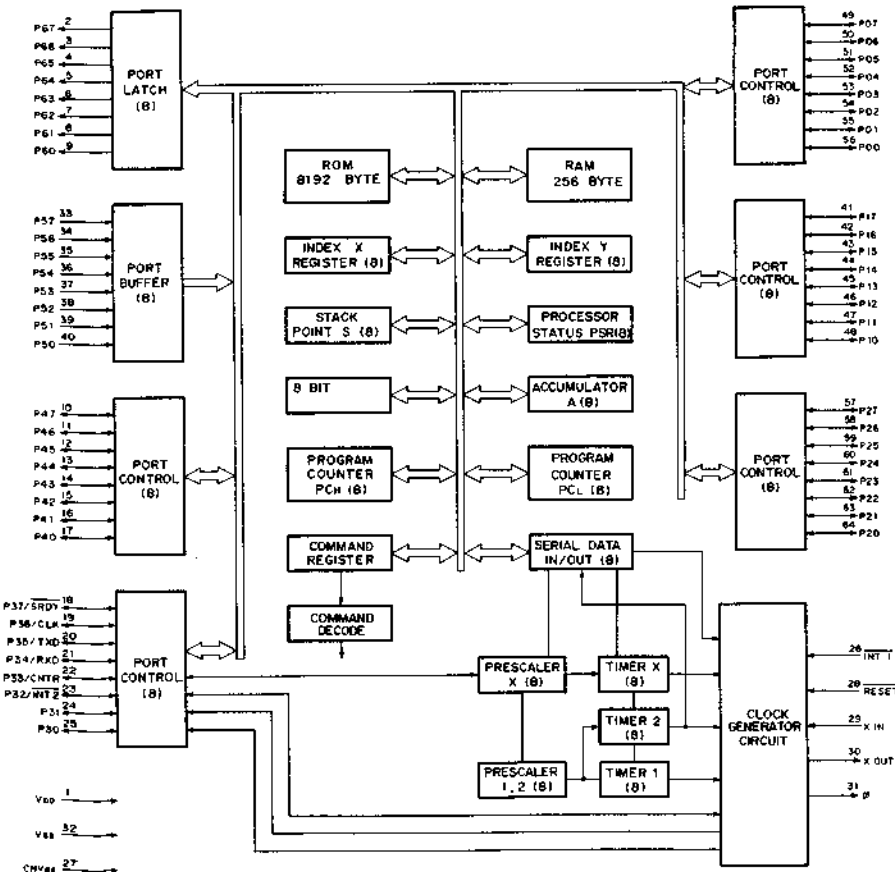 P67 2
P66 3
P65 4
P64 5
P63 6
P62 7
P61 8
P60 9
PORT
LATCH
(8)
49 P07
50 P06
51 P05
52 P04
53 P03
54 P02
55 P01
56 P00
PORT
CONTROL
(8)
ROM
8192 BYTE
RAM
256 BYTE
P57 33
P56 34
P55 35
P54 36
P53 37
P52 38
P51 39
P50 40
PORT
BUFFER
(8)
INDEX X
REGISTER (8)
INDEX Y
REGISTER (8)
STACK
POINT S (8)
PROCESSOR
STATUS PSR(8)
PORT
CONTROL
(8)
41 P17
42 P16
43 P15
44 P14
45 P13
46 P12
47 P11
48 P10
8 BIT
ACCUMULATOR
A (8)
P47 10
P46 11
P45 12
P44 13
P43 14
P42 15
P41 16
P40 17
PORT
CONTROL
(8)
PROGRAM
COUNTER
PCH (8)
PROGRAM
COUNTER
PCL (8)
PORT
CONTROL
(8)
57 P27
58 P26
59 P25
60 P24
61 P23
62 P22
63 P21
64 P20
COMMAND
REGISTER
SERIAL DATA
IN/OUT (8)
COMMAND
DECODE
P37/SRDY 18
P36/CLK 19
P35/TXD 20
P34/RXD 21
P33/CNTR 22
P32/INT2 23
P31 24
P30 25
PORT
CONTROL
(8)
PRESCALER
X (8)
TIMER X
(8)
TIMER 2
(8)
PRESCALER
1, 2 (8)
TIMER 1
(8)
CLOCK
GENERATOR
CIRCUIT
26 INT 1
28 RESET
29 X IN
30 X OUT
31 Ø
VDD 1
VSS 32
CNVSS 27